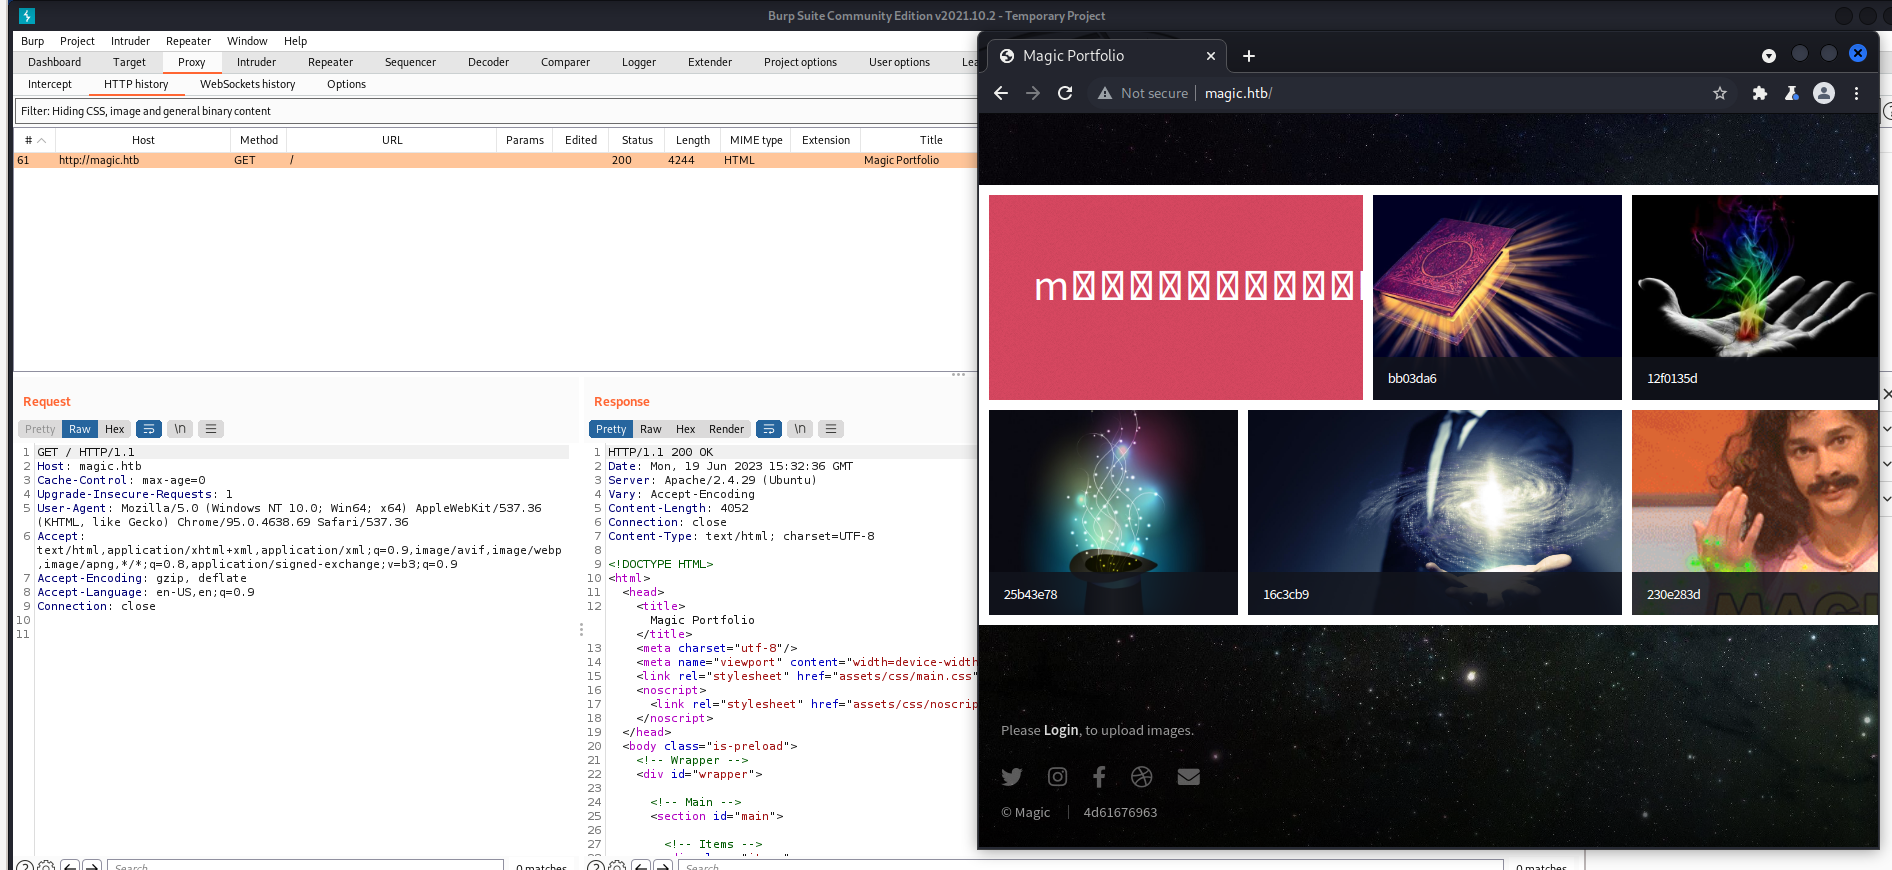 Burp Suite Community Edition v2021.10.2 - Temporary Project
Burp Project Intruder Repeater Window Help
Dashboard Target Proxy Intruder Repeater Sequencer Decoder Comparer Logger Extender Project options User options
Intercept HTTP history WebSockets history Options
Filter: Hiding CSS, image and general binary content
# Host Method URL Params Edited Status Length MIME type Extension Title
61 http://magic.htb GET / 200 4244 HTML Magic Portfolio
Request
Pretty Raw Hex \n
1 GET / HTTP/1.1
2 Host: magic.htb
3 Cache-Control: max-age=0
4 Upgrade-Insecure-Requests: 1
5 User-Agent: Mozilla/5.0 (Windows NT 10.0; Win64; x64) AppleWebKit/537.36
(KHTML, like Gecko) Chrome/95.0.4638.69 Safari/537.36
6 Accept:
text/html,application/xhtml+xml,application/xml;q=0.9,image/avif,image/webp
,image/apng,*/*;q=0.8,application/signed-exchange;v=b3;q=0.9
7 Accept-Encoding: gzip, deflate
8 Accept-Language: en-US,en;q=0.9
9 Connection: close
10
11
Search
0 matches
Response
Pretty Raw Hex Render \n
1 HTTP/1.1 200 OK
2 Date: Mon, 19 Jun 2023 15:32:36 GMT
3 Server: Apache/2.4.29 (Ubuntu)
4 Vary: Accept-Encoding
5 Content-Length: 4052
6 Connection: close
7 Content-Type: text/html; charset=UTF-8
8
9 <!DOCTYPE HTML>
10 <html>
11 <head>
12 <title>
Magic Portfolio
</title>
13 <meta charset="utf-8"/>
14 <meta name="viewport" content="width=device-width
15 <link rel="stylesheet" href="assets/css/main.css"
16 <noscript>
17 <link rel="stylesheet" href="assets/css/noscrip
18 </noscript>
19 </head>
20 <body class="is-preload">
21 <!-- Wrapper -->
22 <div id="wrapper">
23
24 <!-- Main -->
25 <section id="main">
26
27 <!-- Items -->
Search
0 matches
Magic Portfolio
Not secure magic.htb/
m
bb03da6
12f0135d
25b43e78
16c3cb9
230e283d
MAGI
Please Login, to upload images.
© Magic 4d61676963